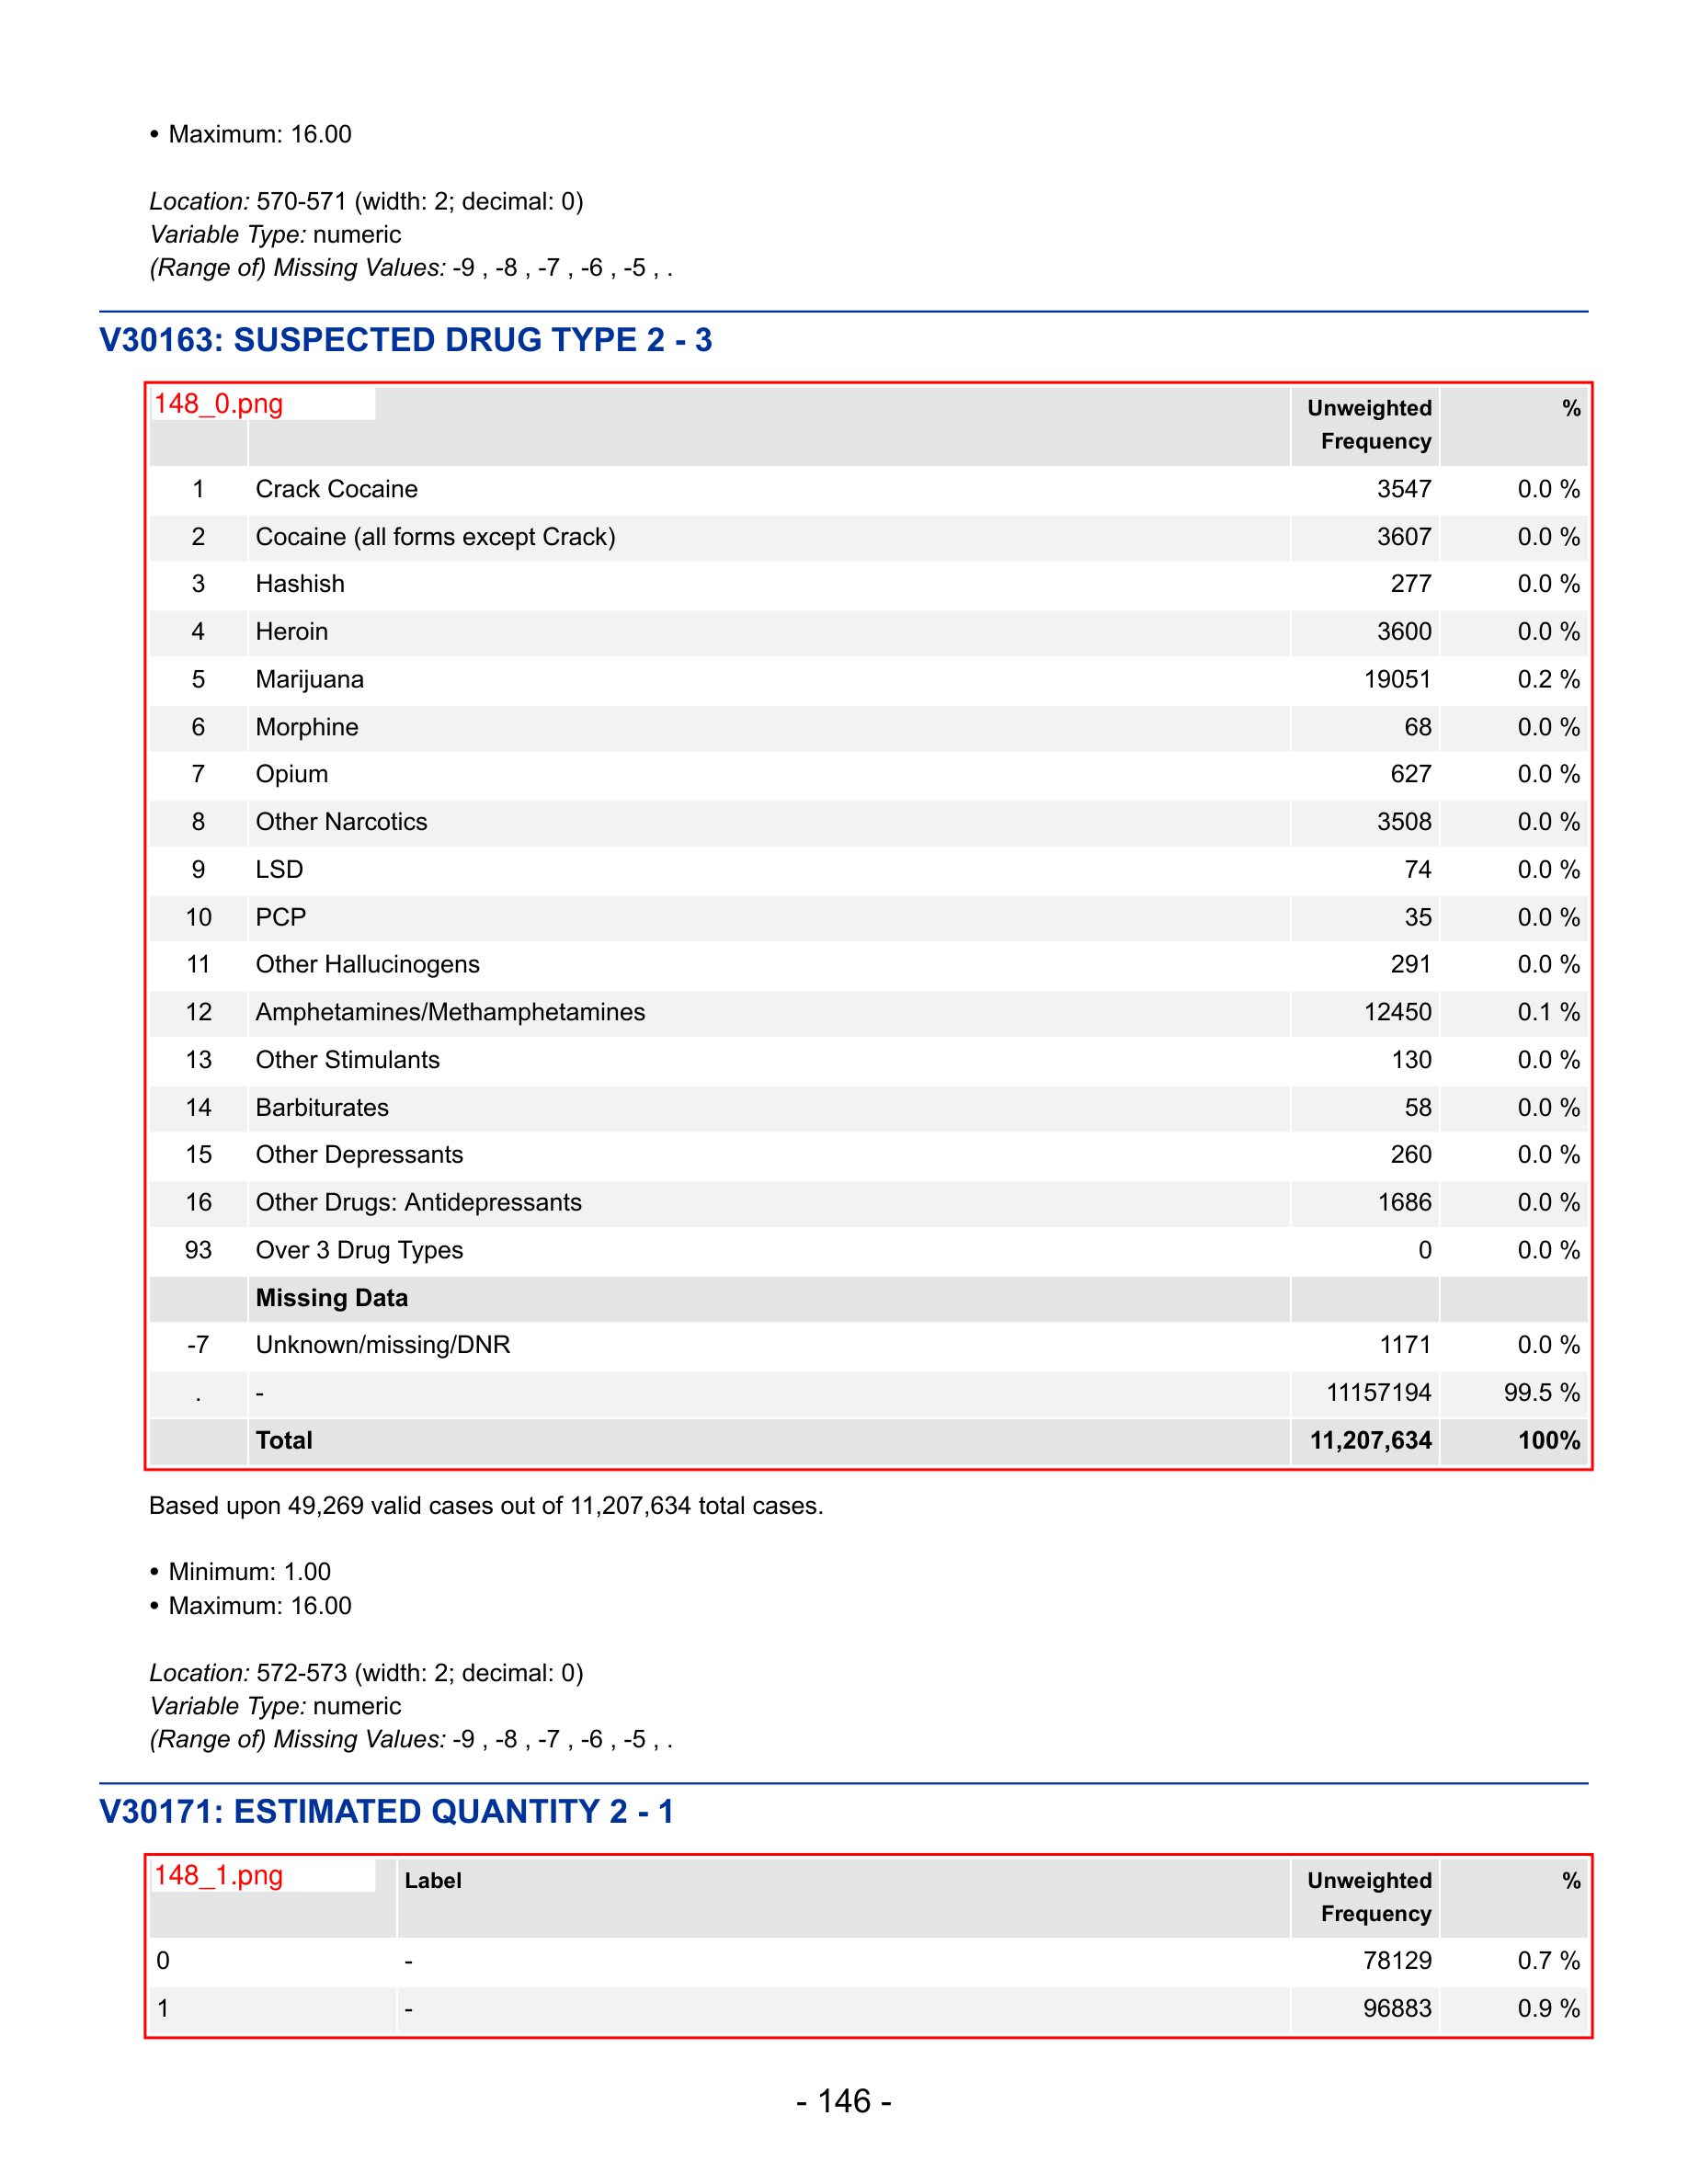 • Maximum: 16.00
Location: 570-571 (width: 2; decimal: 0)
Variable Type: numeric
(Range of) Missing Values: -9 , -8 , -7 , -6 , -5 , .
V30163: SUSPECTED DRUG TYPE 2 - 3
148_0.png Unweighted Frequency %
1 Crack Cocaine 3547 0.0 %
2 Cocaine (all forms except Crack) 3607 0.0 %
3 Hashish 277 0.0 %
4 Heroin 3600 0.0 %
5 Marijuana 19051 0.2 %
6 Morphine 68 0.0 %
7 Opium 627 0.0 %
8 Other Narcotics 3508 0.0 %
9 LSD 74 0.0 %
10 PCP 35 0.0 %
11 Other Hallucinogens 291 0.0 %
12 Amphetamines/Methamphetamines 12450 0.1 %
13 Other Stimulants 130 0.0 %
14 Barbiturates 58 0.0 %
15 Other Depressants 260 0.0 %
16 Other Drugs: Antidepressants 1686 0.0 %
93 Over 3 Drug Types 0 0.0 %
Missing Data
-7 Unknown/missing/DNR 1171 0.0 %
. - 11157194 99.5 %
Total 11,207,634 100%
Based upon 49,269 valid cases out of 11,207,634 total cases.
• Minimum: 1.00
• Maximum: 16.00
Location: 572-573 (width: 2; decimal: 0)
Variable Type: numeric
(Range of) Missing Values: -9 , -8 , -7 , -6 , -5 , .
V30171: ESTIMATED QUANTITY 2 - 1
148_1.png Label Unweighted Frequency %
0 - 78129 0.7 %
1 - 96883 0.9 %
- 146 -